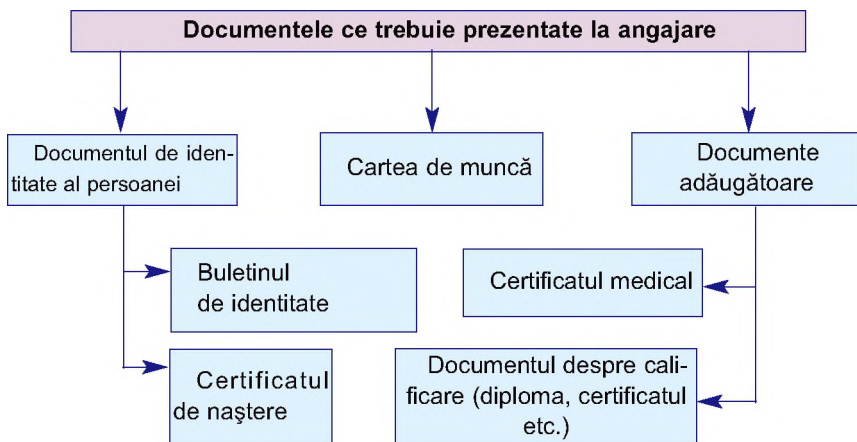 Documentele ce trebuie prezentate la angajare
Documentul de iden-
titate al persoanei
Cartea de muncă
Documente
adăugătoare
Buletinul
de identitate
Certificatul medical
Certificatul
de naştere
Documentul despre cali-
ficare (diploma, certificatul
etc.)